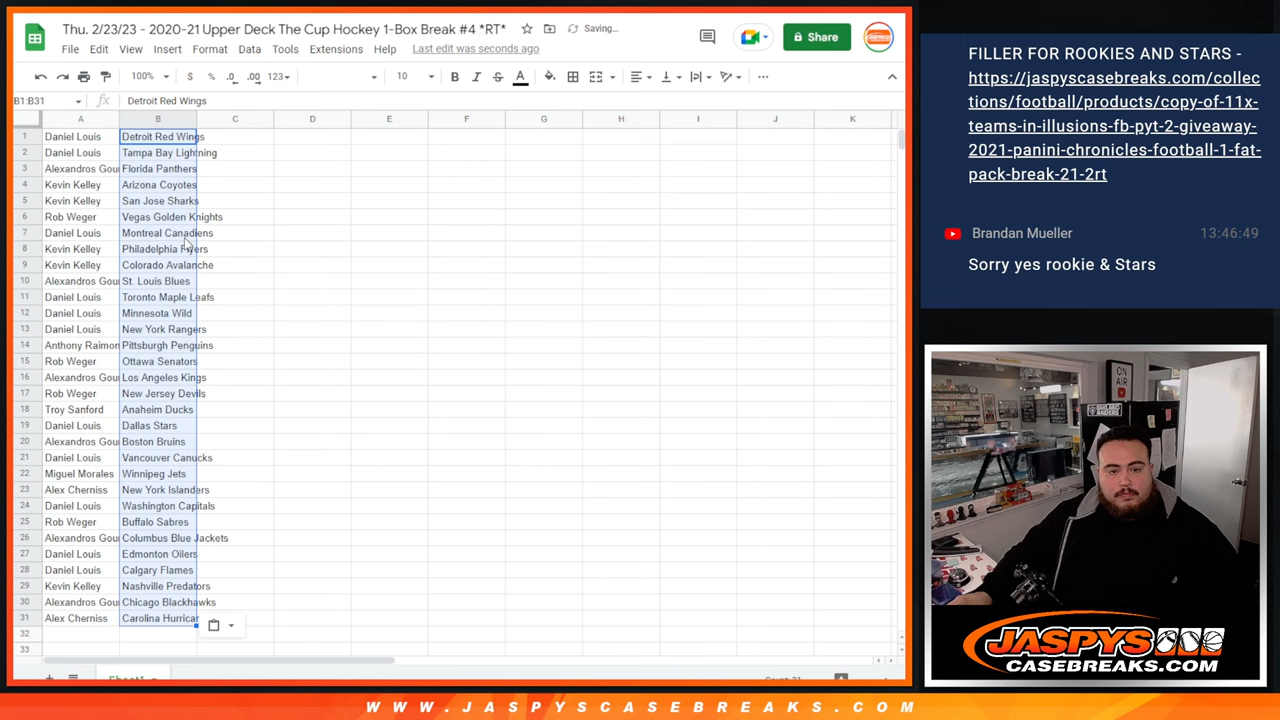 Thu. 2/23/23 - 2020-21 Upper Deck The Cup Hockey 1-Box Break #4 *RT*
Saving...
File Edit View Insert Format Data Tools Extensions Help Last edit was seconds ago
Share
100% $ % .0 .00 123 10 B I S A
B1:B31 fx Detroit Red Wings
A B C D E F G H I J K
1 Daniel Louis Detroit Red Wings
2 Daniel Louis Tampa Bay Lightning
3 Alexandros Gou Florida Panthers
4 Kevin Kelley Arizona Coyotes
5 Kevin Kelley San Jose Sharks
6 Rob Weger Vegas Golden Knights
7 Daniel Louis Montreal Canadiens
8 Kevin Kelley Philadelphia Flyers
9 Kevin Kelley Colorado Avalanche
10 Alexandros Gou St. Louis Blues
11 Daniel Louis Toronto Maple Leafs
12 Daniel Louis Minnesota Wild
13 Daniel Louis New York Rangers
14 Anthony Raimon Pittsburgh Penguins
15 Rob Weger Ottawa Senators
16 Alexandros Gou Los Angeles Kings
17 Rob Weger New Jersey Devils
18 Troy Sanford Anaheim Ducks
19 Daniel Louis Dallas Stars
20 Alexandros Gou Boston Bruins
21 Daniel Louis Vancouver Canucks
22 Miguel Morales Winnipeg Jets
23 Alex Cherniss New York Islanders
24 Daniel Louis Washington Capitals
25 Rob Weger Buffalo Sabres
26 Alexandros Gou Columbus Blue Jackets
27 Daniel Louis Edmonton Oilers
28 Daniel Louis Calgary Flames
29 Kevin Kelley Nashville Predators
30 Alexandros Gou Chicago Blackhawks
31 Alex Cherniss Carolina Hurrican
32
33
Sheet1
FILLER FOR ROOKIES AND STARS -
https://jaspyscasebreaks.com/collec
tions/football/products/copy-of-11x-
teams-in-illusions-fb-pyt-2-giveaway-
2021-panini-chronicles-football-1-fat-
pack-break-21-2rt
Brandan Mueller 13:46:49
Sorry yes rookie & Stars
ON
AIR
JASPYS
CASEBREAKS.COM
WWW.JASPYSCASEBREAKS.COM